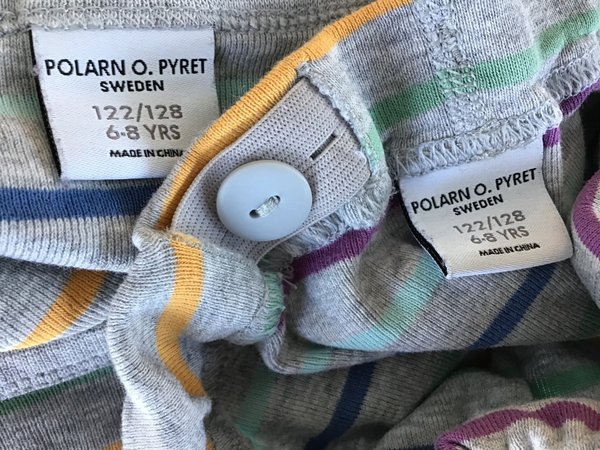 POLARN O. PYRET
SWEDEN
122/128
6-8 YRS
MADE IN CHINA
POLARN O. PYRET
SWEDEN
122/128
6-8 YRS
MADE IN CHINA